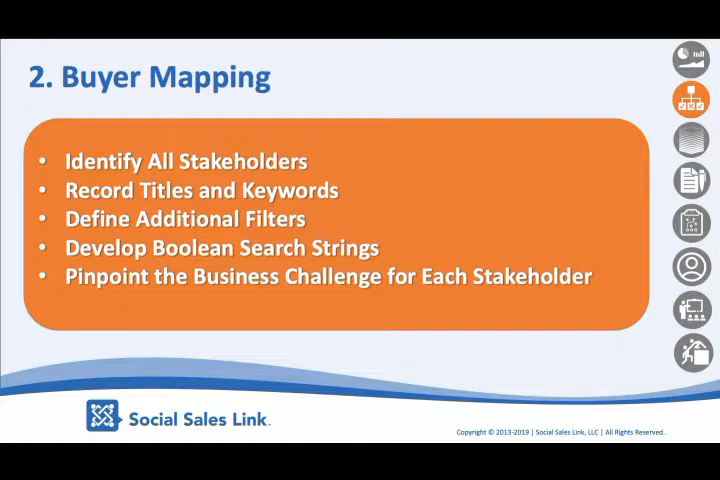 2. Buyer Mapping
• Identify All Stakeholders
• Record Titles and Keywords
• Define Additional Filters
• Develop Boolean Search Strings
• Pinpoint the Business Challenge for Each Stakeholder
Social Sales Link™
Copyright © 2013-2019 | Social Sales Link, LLC | All Rights Reserved.